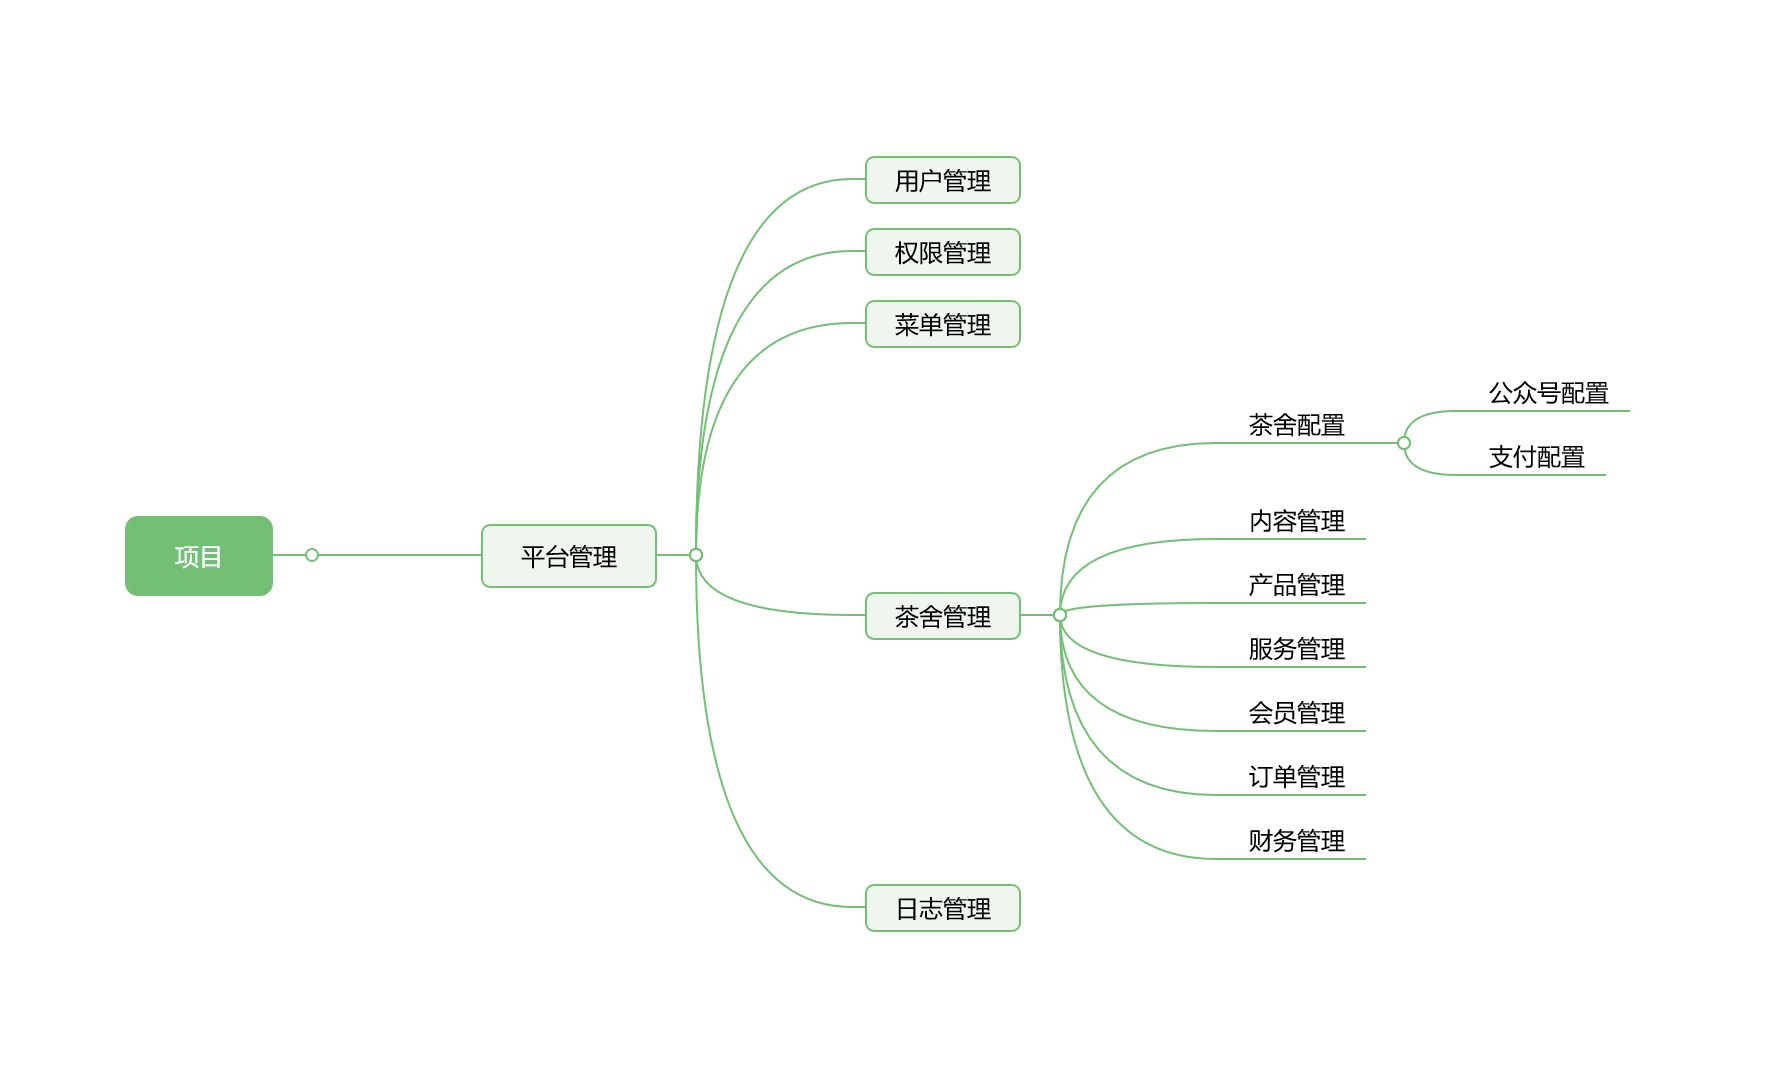 项目
平台管理
用户管理
权限管理
菜单管理
茶舍管理
茶舍配置
公众号配置
支付配置
内容管理
产品管理
服务管理
会员管理
订单管理
财务管理
日志管理